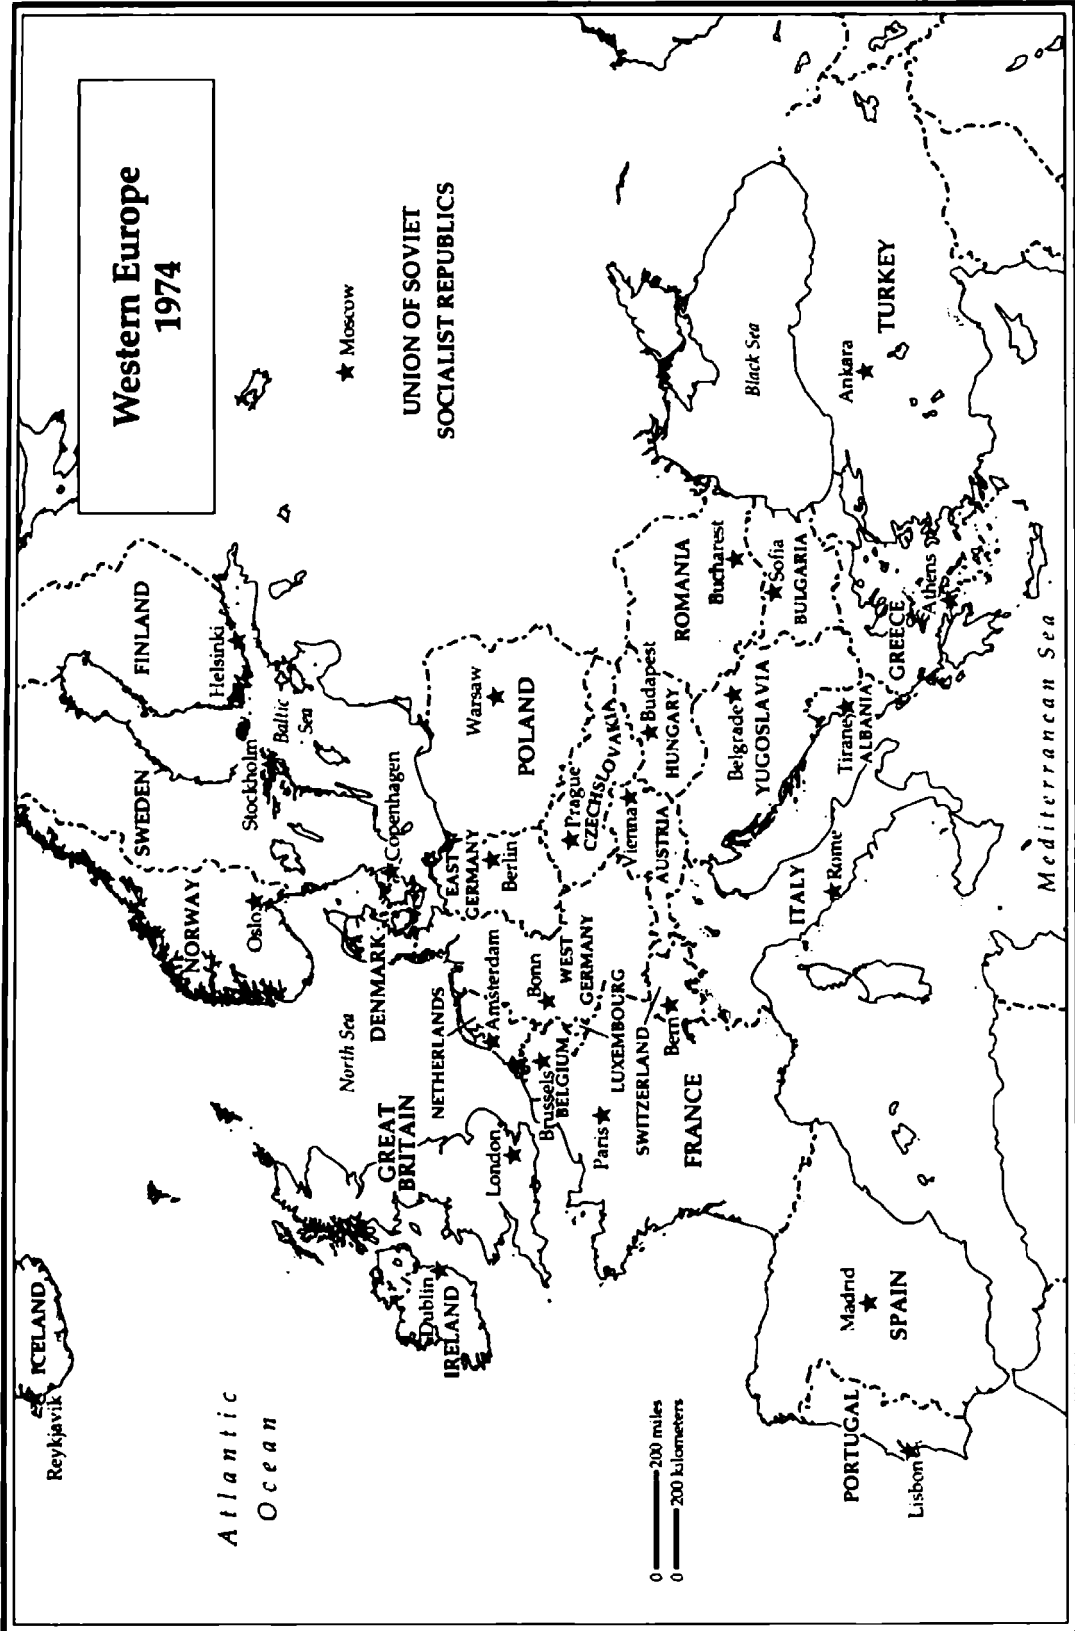 Western Europe
1974
ICELAND
Reykjavik
Atlantic
Ocean
NORWAY
Oslo
SWEDEN
Stockholm
FINLAND
Helsinki
Baltic
Sea
Moscow
UNION OF SOVIET
SOCIALIST REPUBLICS
North Sea
DENMARK
Copenhagen
GREAT
BRITAIN
London
Dublin
IRELAND
NETHERLANDS
Amsterdam
Brussels
BELGIUM
LUXEMBOURG
Bonn
WEST
GERMANY
EAST
GERMANY
Berlin
Warsaw
POLAND
Prague
CZECHSLOVAKIA
Vienna
AUSTRIA
Budapest
HUNGARY
ROMANIA
Bucharest
Paris
SWITZERLAND
Bern
FRANCE
Belgrade
YUGOSLAVIA
Sofia
BULGARIA
Black Sea
Ankara
TURKEY
Tirane
ALBANIA
GREECE
Athens
ITALY
Rome
Madrid
SPAIN
PORTUGAL
Lisbon
Mediterranean Sea
0 200 miles
0 200 kilometers